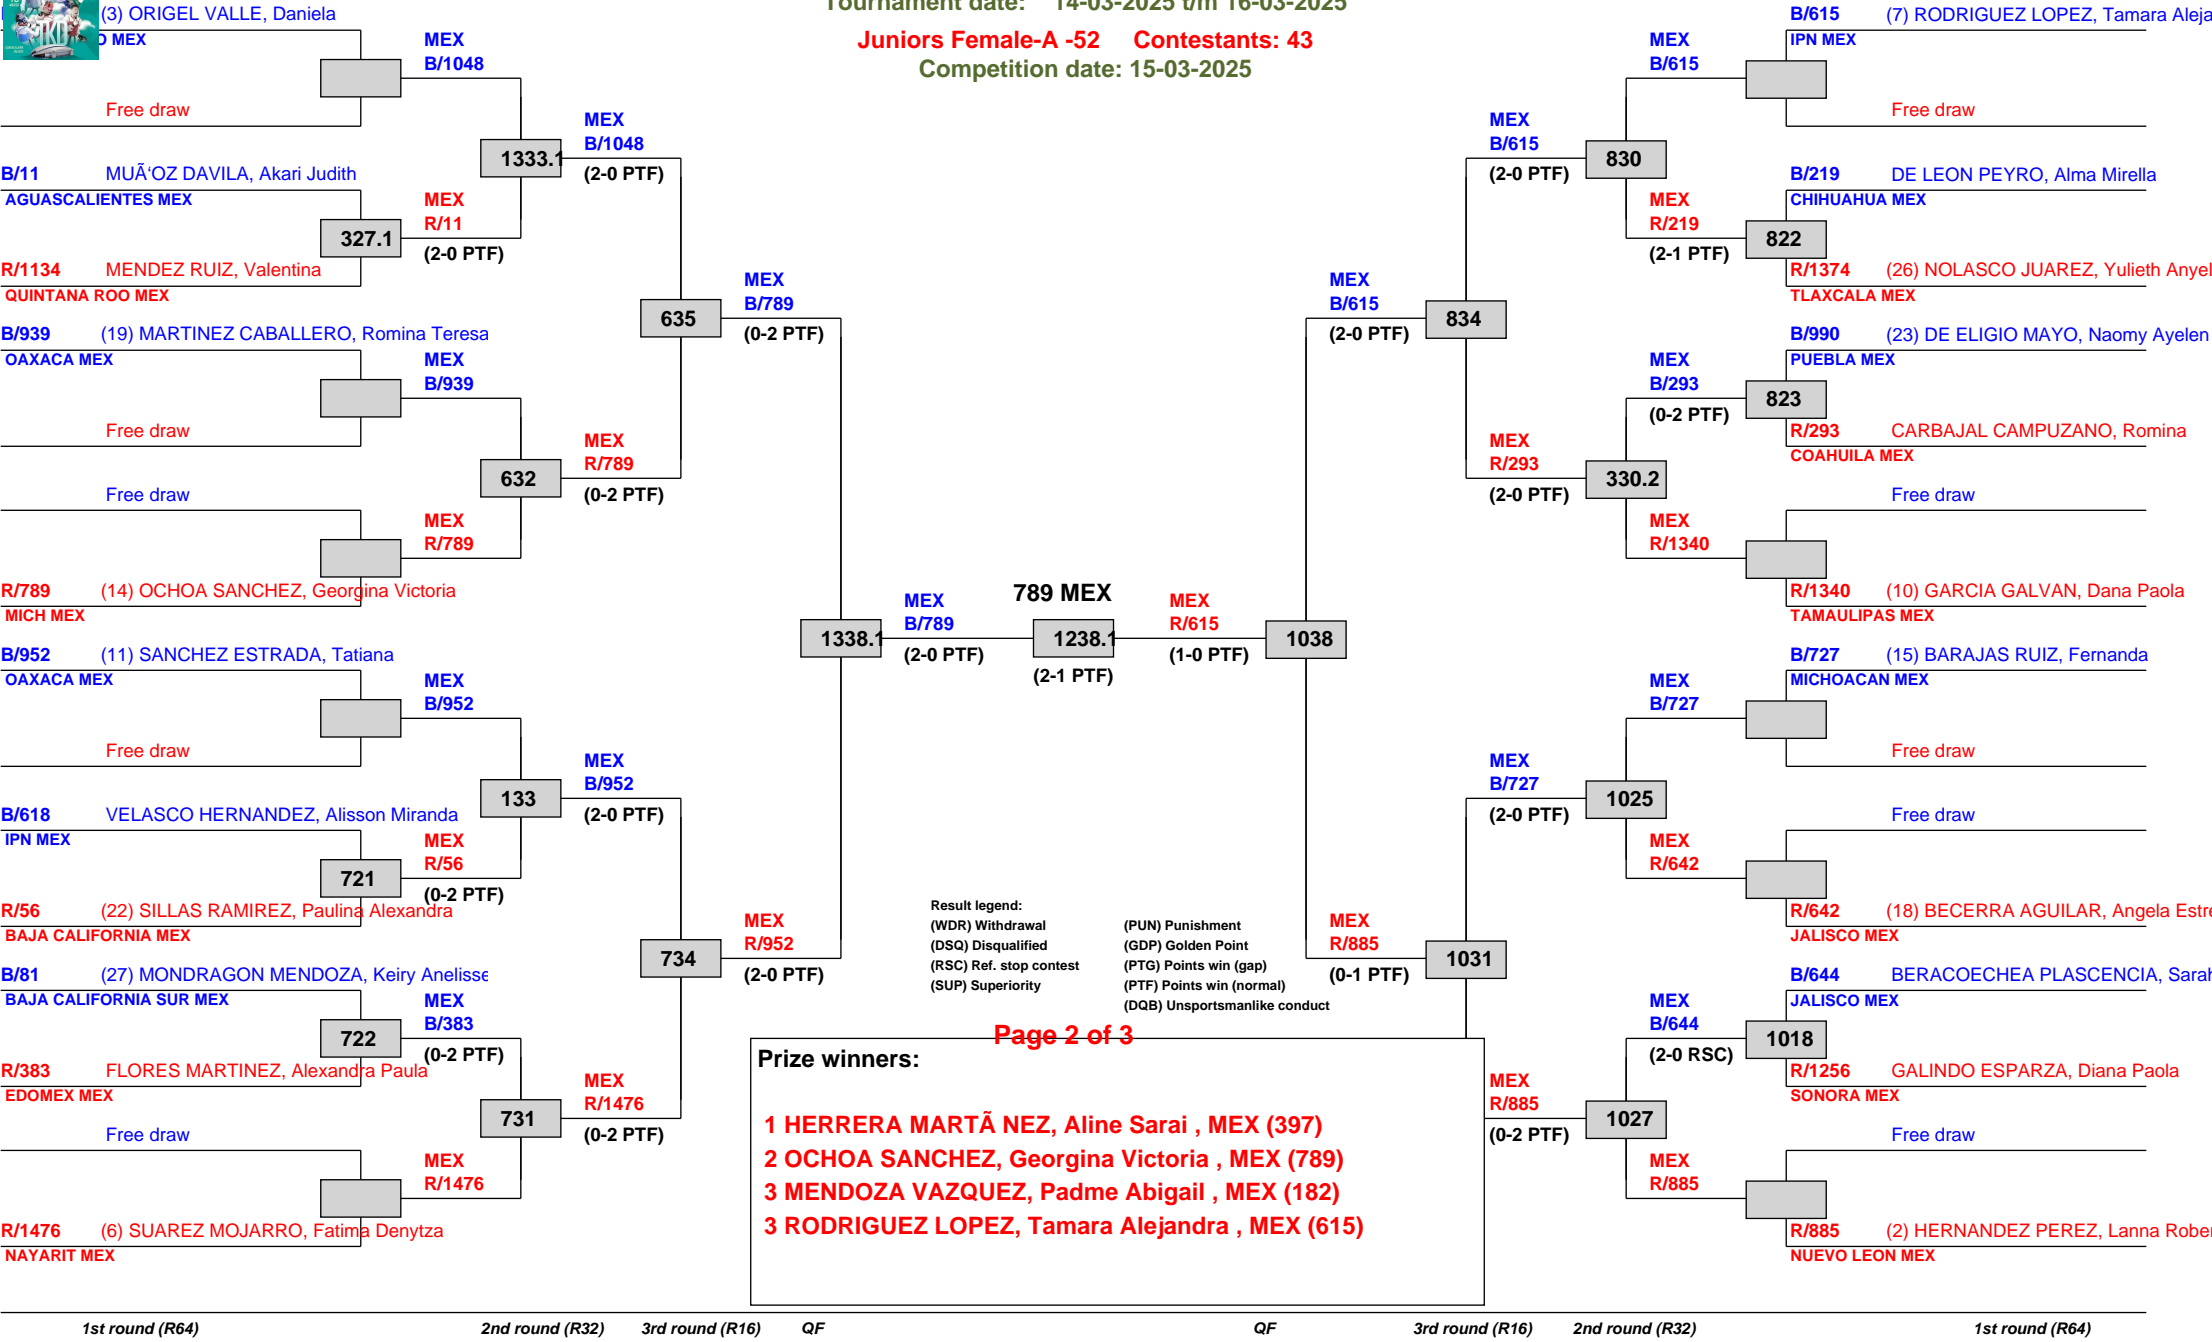 Tournament date: 14-03-2025 t/m 16-03-2025
Juniors Female-A -52 Contestants: 43
Competition date: 15-03-2025
(3) ORIGEL VALLE, Daniela
MEX
MEX
B/1048
Free draw
1333.1
MEX
B/1048
(2-0 PTF)
B/11 MUÃ‘OZ DAVILA, Akari Judith
AGUASCALIENTES MEX
327.1
MEX
R/11
(2-0 PTF)
R/1134 MENDEZ RUIZ, Valentina
QUINTANA ROO MEX
635
MEX
B/789
(0-2 PTF)
B/939 (19) MARTINEZ CABALLERO, Romina Teresa
OAXACA MEX
MEX
B/939
Free draw
632
MEX
R/789
(0-2 PTF)
Free draw
MEX
R/789
R/789 (14) OCHOA SANCHEZ, Georgina Victoria
MICH MEX
1338.1
MEX
B/789
(2-0 PTF)
B/952 (11) SANCHEZ ESTRADA, Tatiana
OAXACA MEX
MEX
B/952
Free draw
133
MEX
B/952
(2-0 PTF)
B/618 VELASCO HERNANDEZ, Alisson Miranda
IPN MEX
721
MEX
R/56
(0-2 PTF)
R/56 (22) SILLAS RAMIREZ, Paulina Alexandra
BAJA CALIFORNIA MEX
734
MEX
R/952
(2-0 PTF)
B/81 (27) MONDRAGON MENDOZA, Keiry Anelisse
BAJA CALIFORNIA SUR MEX
722
MEX
B/383
(0-2 PTF)
R/383 FLORES MARTINEZ, Alexandra Paula
EDOMEX MEX
731
MEX
R/1476
(0-2 PTF)
Free draw
MEX
R/1476
R/1476 (6) SUAREZ MOJARRO, Fatima Denytza
NAYARIT MEX
789 MEX
1238.1
(2-1 PTF)
MEX
R/615
(1-0 PTF)
1038
B/615 (7) RODRIGUEZ LOPEZ, Tamara Aleja
IPN MEX
MEX
B/615
Free draw
MEX
B/615
(2-0 PTF)
830
B/219 DE LEON PEYRO, Alma Mirella
CHIHUAHUA MEX
MEX
R/219
(2-1 PTF)
822
R/1374 (26) NOLASCO JUAREZ, Yulieth Anyel
TLAXCALA MEX
MEX
B/615
(2-0 PTF)
834
B/990 (23) DE ELIGIO MAYO, Naomy Ayelen
PUEBLA MEX
MEX
B/293
(0-2 PTF)
823
R/293 CARBAJAL CAMPUZANO, Romina
COAHUILA MEX
MEX
R/293
(2-0 PTF)
330.2
Free draw
MEX
R/1340
R/1340 (10) GARCIA GALVAN, Dana Paola
TAMAULIPAS MEX
B/727 (15) BARAJAS RUIZ, Fernanda
MICHOACAN MEX
MEX
B/727
Free draw
MEX
B/727
(2-0 PTF)
1025
Free draw
MEX
R/642
R/642 (18) BECERRA AGUILAR, Angela Estre
JALISCO MEX
MEX
R/885
(0-1 PTF)
1031
B/644 BERACOECHEA PLASCENCIA, Sarah
JALISCO MEX
MEX
B/644
(2-0 RSC)
1018
R/1256 GALINDO ESPARZA, Diana Paola
SONORA MEX
MEX
R/885
(0-2 PTF)
1027
Free draw
MEX
R/885
R/885 (2) HERNANDEZ PEREZ, Lanna Rober
NUEVO LEON MEX
Result legend:
(WDR) Withdrawal (PUN) Punishment
(DSQ) Disqualified (GDP) Golden Point
(RSC) Ref. stop contest (PTG) Points win (gap)
(SUP) Superiority (PTF) Points win (normal)
(DQB) Unsportsmanlike conduct
Page 2 of 3
Prize winners:
1 HERRERA MARTÃ NEZ, Aline Sarai , MEX (397)
2 OCHOA SANCHEZ, Georgina Victoria , MEX (789)
3 MENDOZA VAZQUEZ, Padme Abigail , MEX (182)
3 RODRIGUEZ LOPEZ, Tamara Alejandra , MEX (615)
1st round (R64) 2nd round (R32) 3rd round (R16) QF QF 3rd round (R16) 2nd round (R32) 1st round (R64)